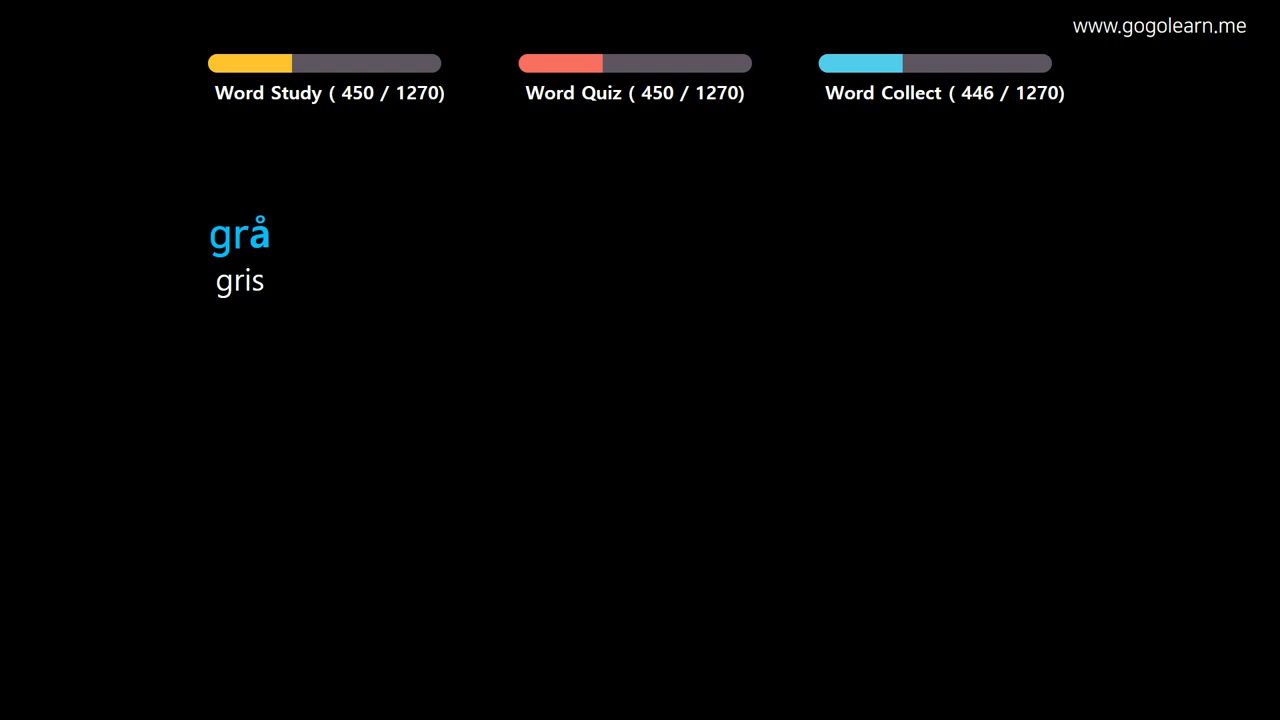 www.gogolearn.me
Word Study ( 450 / 1270)
Word Quiz ( 450 / 1270)
Word Collect ( 446 / 1270)
grå
gris